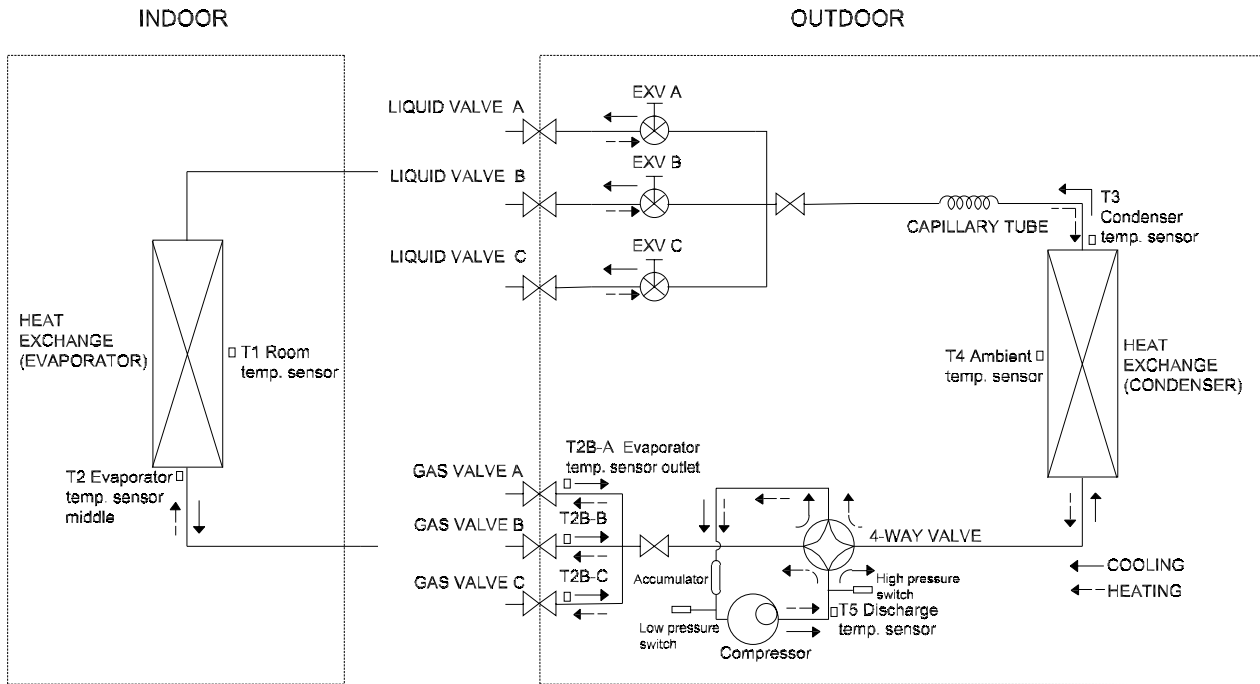 INDOOR
OUTDOOR
LIQUID VALVE A
EXV A
LIQUID VALVE B
EXV B
LIQUID VALVE C
EXV C
CAPILLARY TUBE
T3
Condenser
temp. sensor
HEAT
EXCHANGE
(EVAPORATOR)
T1 Room
temp. sensor
T4 Ambient
temp. sensor
HEAT
EXCHANGE
(CONDENSER)
T2 Evaporator
temp. sensor
middle
GAS VALVE A
T2B-A Evaporator
temp. sensor outlet
GAS VALVE B
T2B-B
GAS VALVE C
T2B-C
4-WAY VALVE
Accumulator
High pressure
switch
Low pressure
switch
T5 Discharge
temp. sensor
Compressor
COOLING
HEATING